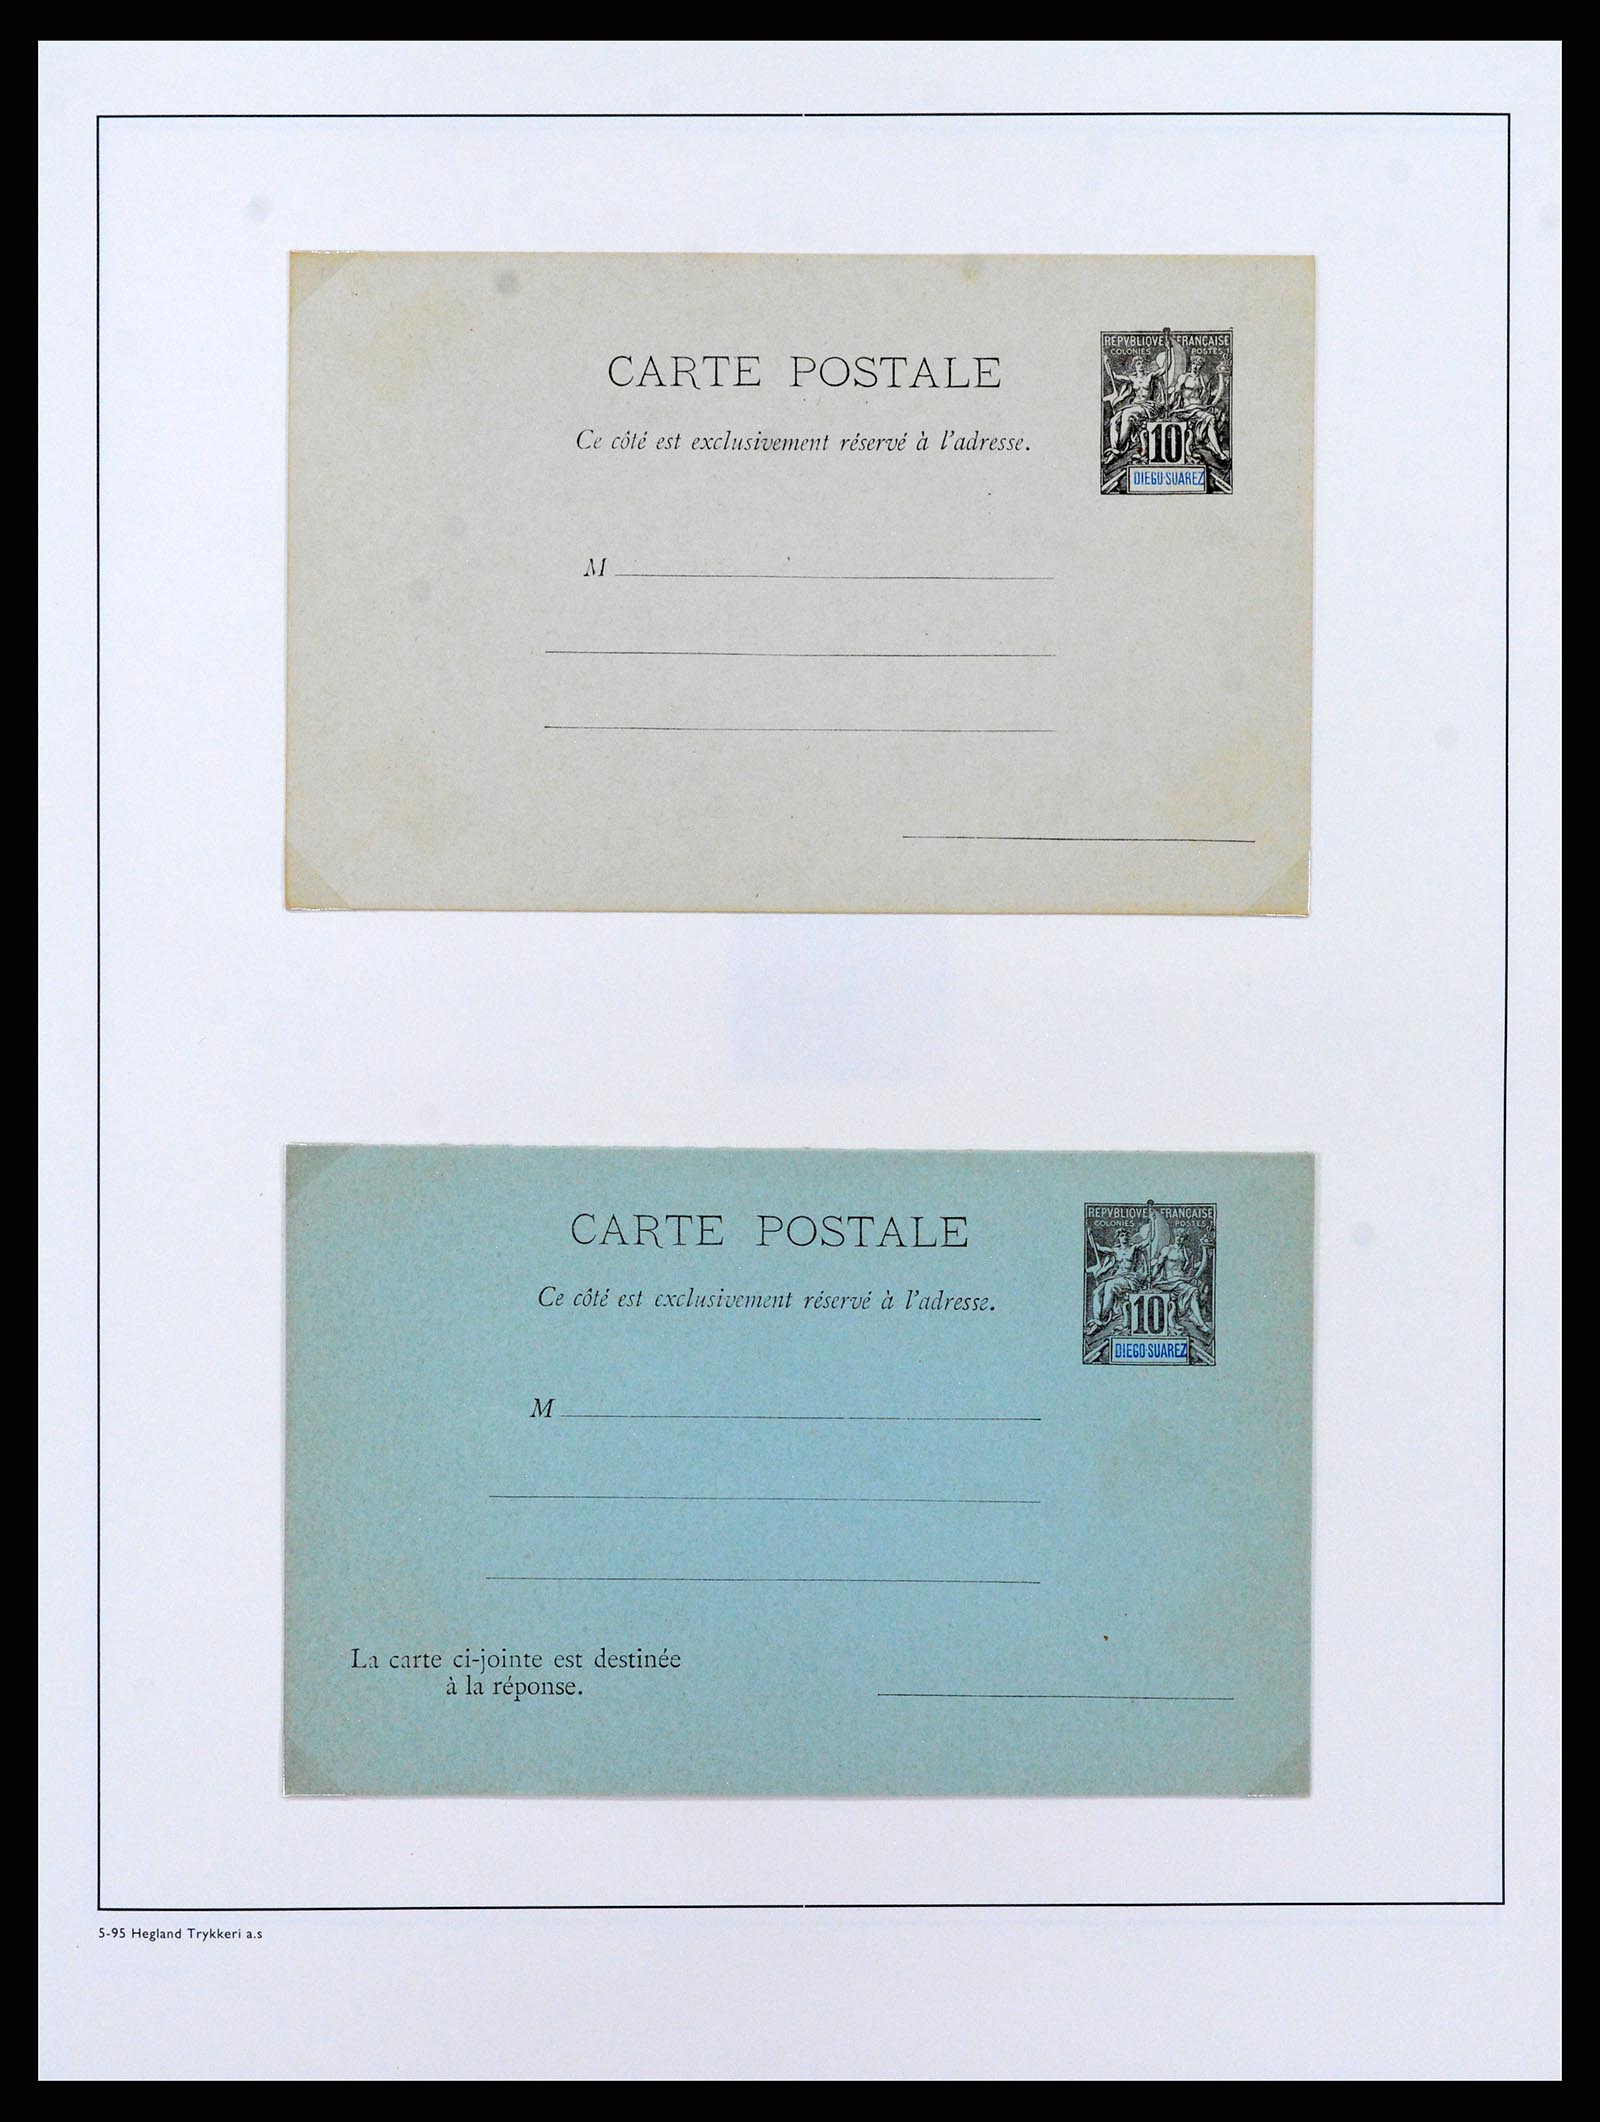 REPVBLIQVE FRANÇAISE
COLONIES POSTES
CARTE POSTALE
Ce côté est exclusivement réservé à l'adresse.
10
DIEGO-SUAREZ
M
REPVBLIQVE FRANÇAISE
COLONIES POSTES
CARTE POSTALE
Ce côté est exclusivement réservé à l'adresse.
10
DIEGO-SUAREZ
M
La carte ci-jointe est destinée
à la réponse.
5-95 Hegland Trykkeri a.s